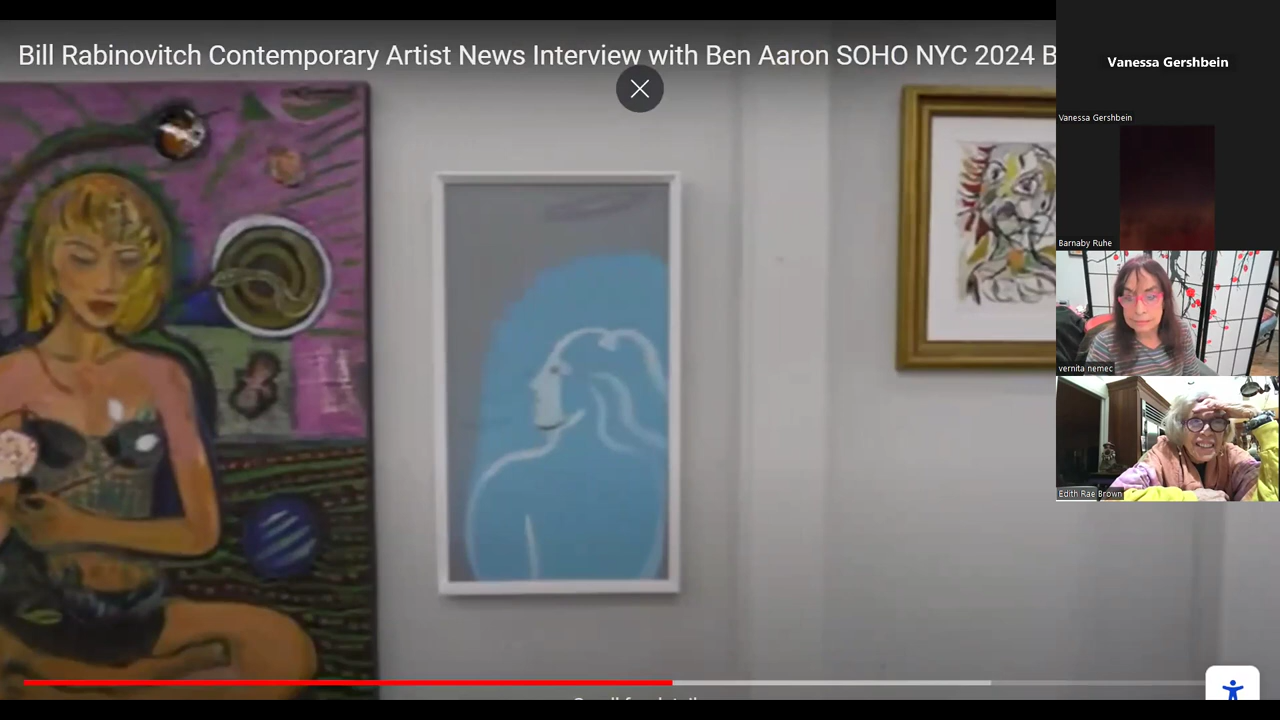 Bill Rabinovitch Contemporary Artist News Interview with Ben Aaron SOHO NYC 2024 B
Vanessa Gershbein
Vanessa Gershbein
Barnaby Ruhe
vernita nemec
Edith Rae Brown